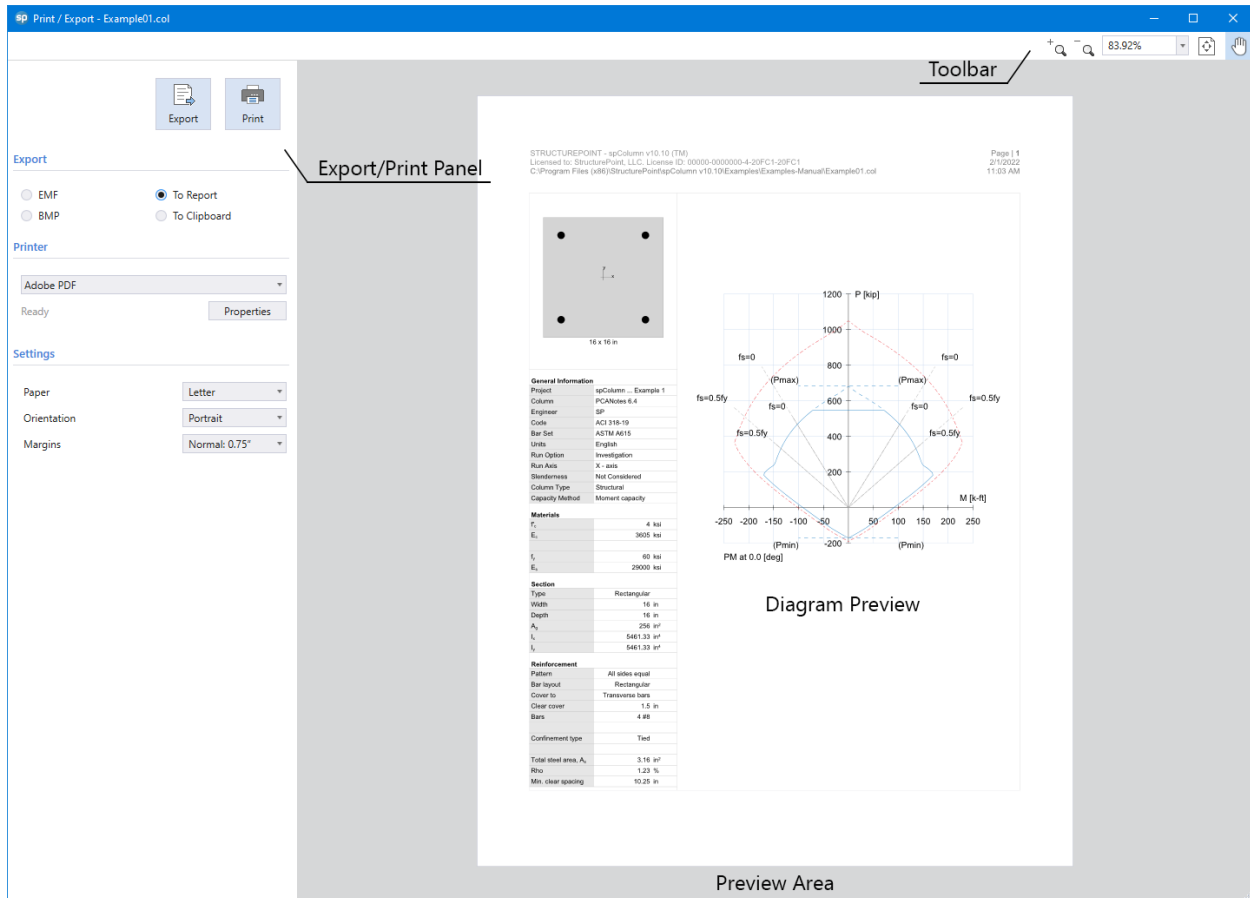 sp Print / Export - Example01.col
83.92%
Toolbar
Export Print
Export/Print Panel
Export
EMF To Report
BMP To Clipboard
Printer
Adobe PDF
Ready Properties
Settings
Paper Letter
Orientation Portrait
Margins Normal: 0.75"
STRUCTUREPOINT - spColumn v10.10 (TM) Page | 1
Licensed to: StructurePoint, LLC. License ID: 00000-0000000-4-20FC1-20FC1 2/1/2022
C:\Program Files (x86)\StructurePoint\spColumn v10.10\Examples\Examples-Manual\Example01.col 11:03 AM
y
x
16 x 16 in
General Information
Project spColumn ... Example 1
Column PCANotes 6.4
Engineer SP
Code ACI 318-19
Bar Set ASTM A615
Units English
Run Option Investigation
Run Axis X - axis
Slenderness Not Considered
Column Type Structural
Capacity Method Moment capacity
Materials
f'c 4 ksi
Ec 3605 ksi
fy 60 ksi
Es 29000 ksi
Section
Type Rectangular
Width 16 in
Depth 16 in
Ag 256 in²
Ix 5461.33 in⁴
Iy 5461.33 in⁴
Reinforcement
Pattern All sides equal
Bar layout Rectangular
Cover to Transverse bars
Clear cover 1.5 in
Bars 4 #8
Confinement type Tied
Total steel area, As 3.16 in²
Rho 1.23 %
Min. clear spacing 10.25 in
1200 P [kip]
1000
fs=0 800 fs=0
(Pmax) (Pmax)
fs=0.5fy 600 fs=0.5fy
fs=0 fs=0
fs=0.5fy 400 fs=0.5fy
200
M [k-ft]
-250 -200 -150 -100 -50 50 100 150 200 250
(Pmin) -200 (Pmin)
PM at 0.0 [deg]
Diagram Preview
Preview Area